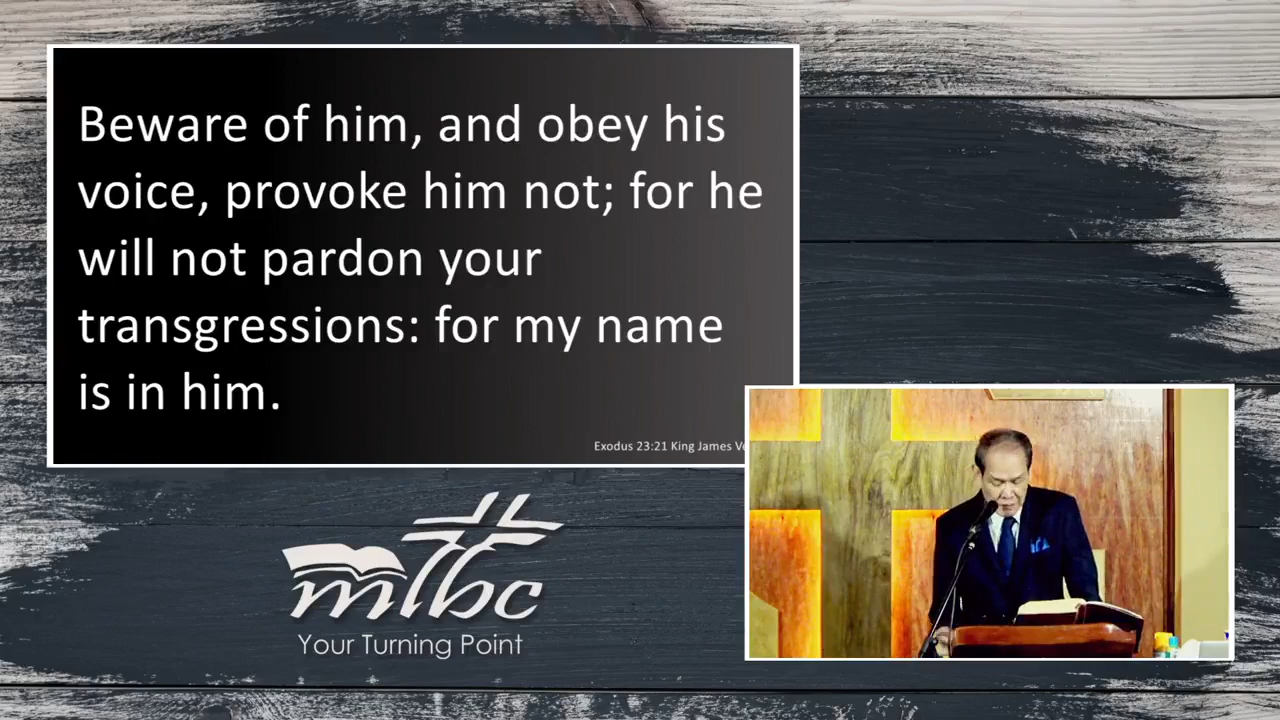 Beware of him, and obey his
voice, provoke him not; for he
will not pardon your
transgressions: for my name
is in him.
Exodus 23:21 King James
mtbc
Your Turning Point